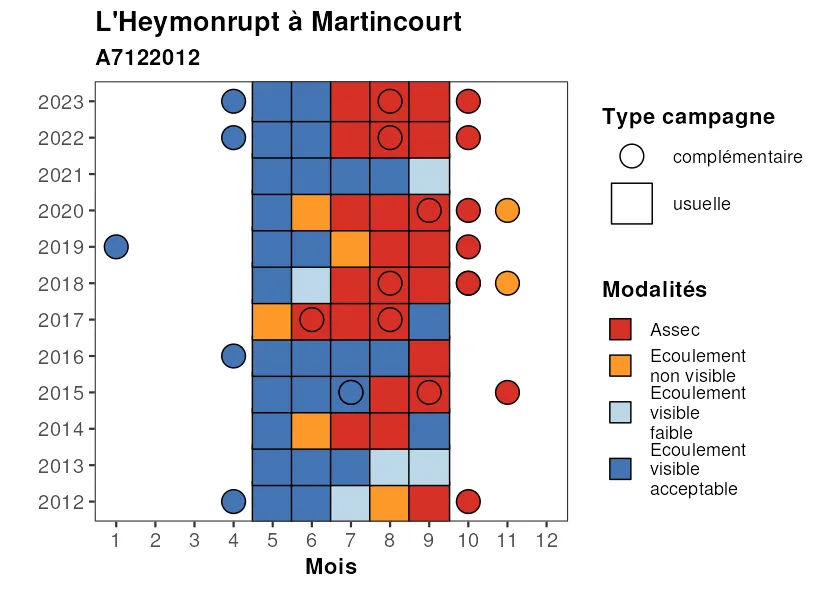 L'Heymonrupt à Martincourt
A7122012
2023
2022
2021
2020
2019
2018
2017
2016
2015
2014
2013
2012
1 2 3 4 5 6 7 8 9 10 11 12
Mois
Type campagne
complémentaire
usuelle
Modalités
Assec
Ecoulement
non visible
Ecoulement
visible
faible
Ecoulement
visible
acceptable